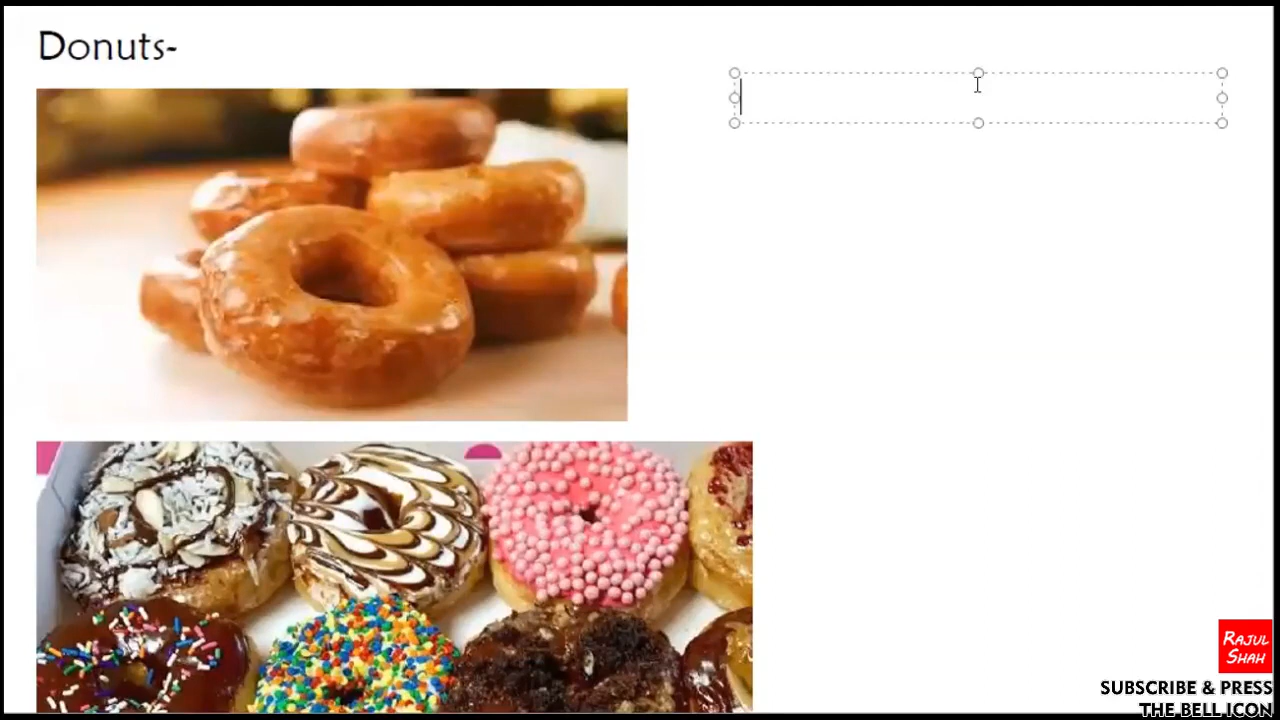 Donuts-
RAJUL
SHAH
SUBSCRIBE & PRESS
THE BELL ICON